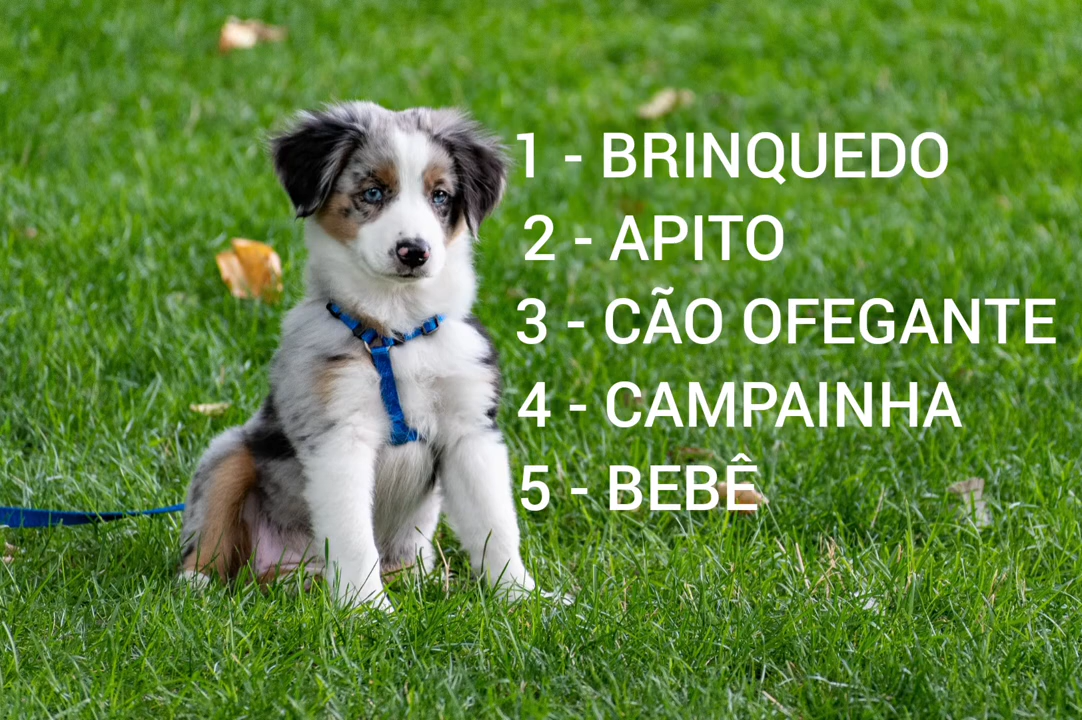 1 - BRINQUEDO
2 - APITO
3 - CÃO OFEGANTE
4 - CAMPAINHA
5 - BEBÊ